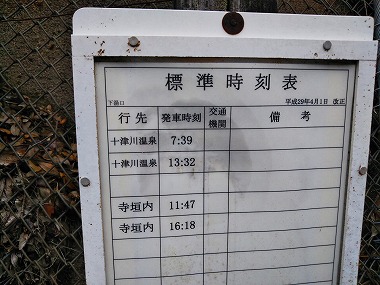 標準時刻表
下湯口 平成29年4月1日 改正
行先 発車時刻 交通機関 備考
十津川温泉 7:39
十津川温泉 13:32
寺垣内 11:47
寺垣内 16:18